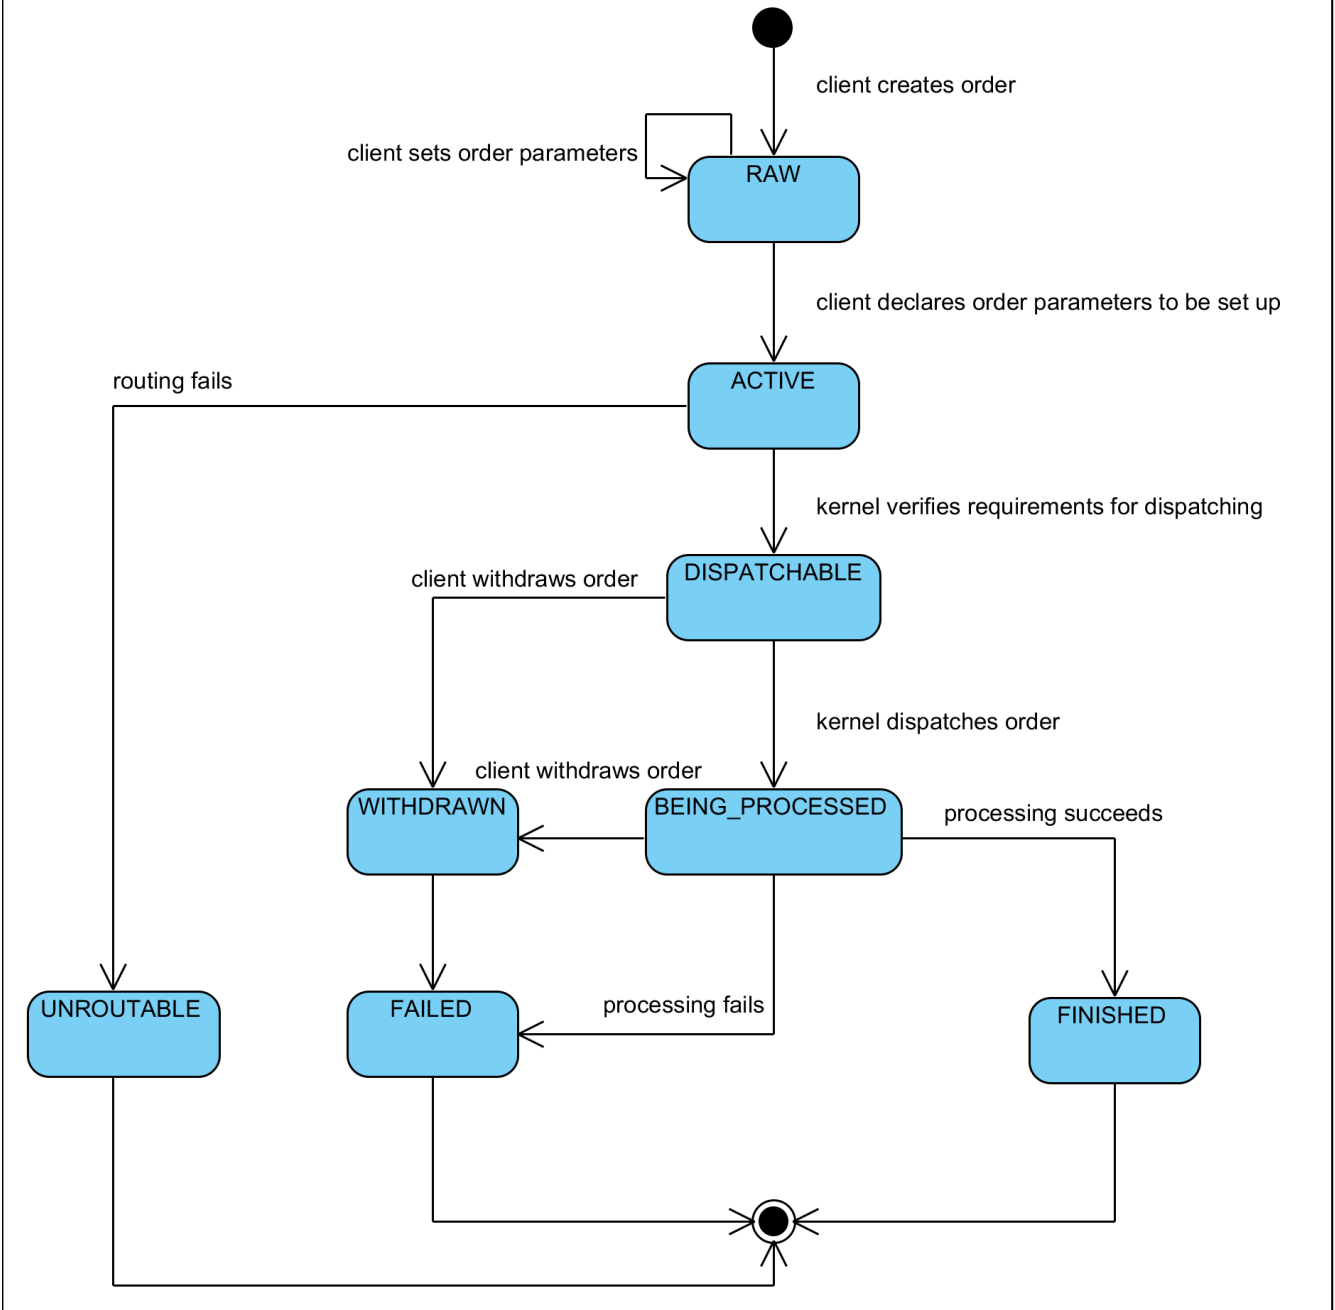 client creates order
client sets order parameters
RAW
client declares order parameters to be set up
routing fails
ACTIVE
kernel verifies requirements for dispatching
client withdraws order
DISPATCHABLE
kernel dispatches order
client withdraws order
WITHDRAWN
BEING_PROCESSED
processing succeeds
UNROUTABLE
FAILED
processing fails
FINISHED